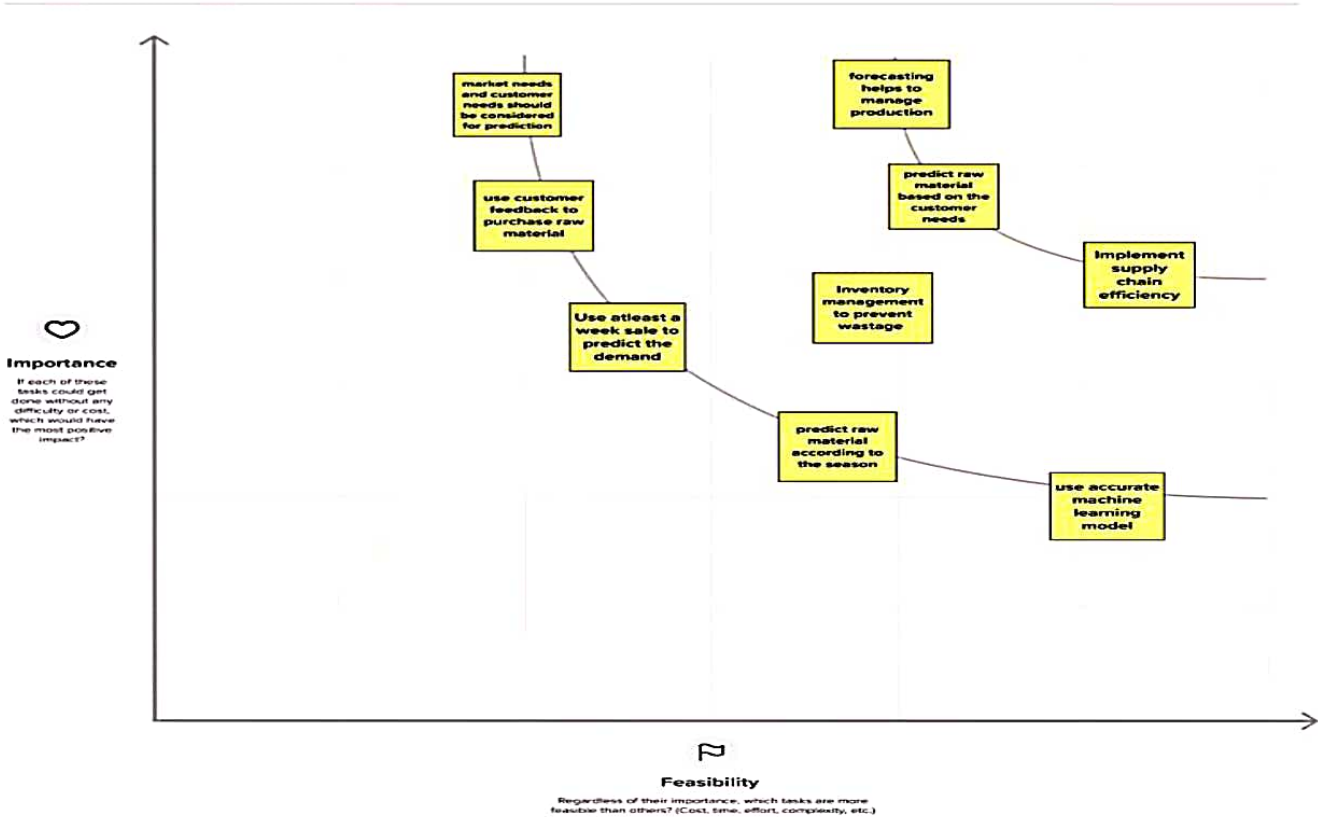 market needs
and customer
needs should
be considered
for prediction
forecasting
helps to
manage
production
use customer
feedback to
purchase raw
material
predict raw
material
based on the
customer
needs
Implement
supply
chain
efficiency
Inventory
management
to prevent
wastage
Use atleast a
week sale to
predict the
demand
Importance
If each of these
tasks could get
done without any
difficulty or cost,
which would have
the most positive
impact?
predict raw
material
according to
the season
use accurate
machine
learning
model
Feasibility
Regardless of their importance, which tasks are more
feasible than others? (Cost, time, effort, complexity, etc.)